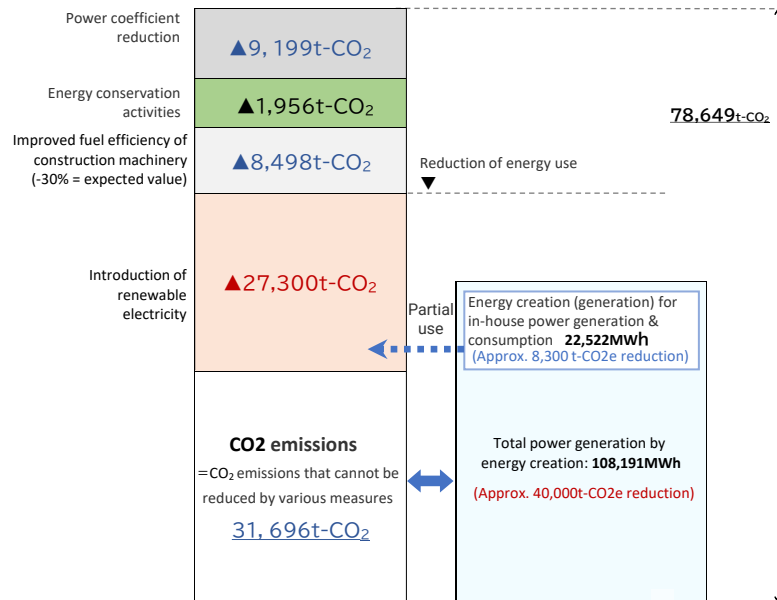 Power coefficient
reduction
▲9,199t-CO₂
Energy conservation
activities
▲1,956t-CO₂
78,649t-CO₂
Improved fuel efficiency of
construction machinery
(-30% = expected value)
▲8,498t-CO₂
Reduction of energy use
▼
Introduction of
renewable
electricity
▲27,300t-CO₂
Partial
use
Energy creation (generation) for
in-house power generation &
consumption 22,522MWh
(Approx. 8,300 t-CO2e reduction)
CO2 emissions
=CO₂ emissions that cannot be
reduced by various measures
31,696t-CO₂
Total power generation by
energy creation: 108,191MWh
(Approx. 40,000t-CO2e reduction)